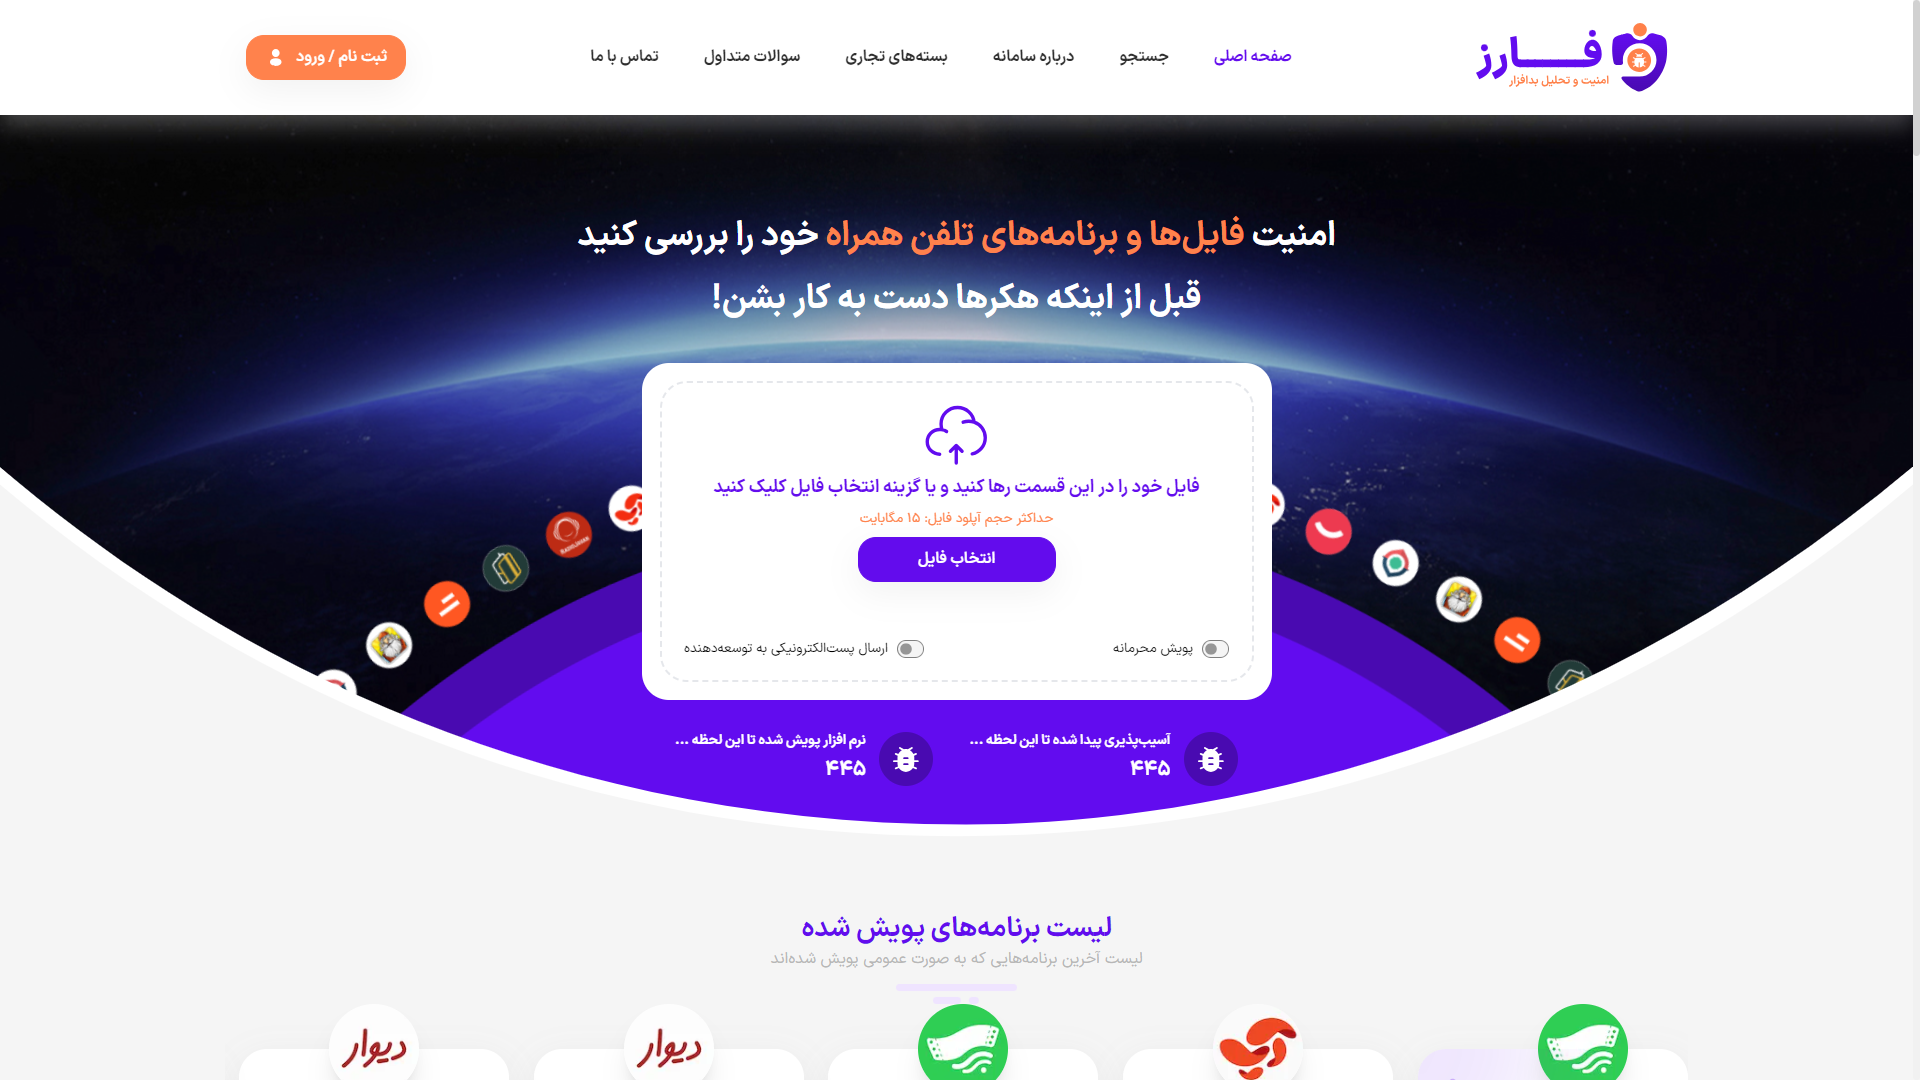 فارز
امنیت و تحلیل بدافزار
صفحه اصلی
جستجو
درباره سامانه
بسته‌های تجاری
سوالات متداول
تماس با ما
ثبت نام / ورود
امنیت فایل‌ها و برنامه‌های تلفن همراه خود را بررسی کنید
قبل از اینکه هکرها دست به کار بشن!
فایل خود را در این قسمت رها کنید و یا گزینه انتخاب فایل کلیک کنید
حداکثر حجم آپلود فایل: ۱۵ مگابایت
انتخاب فایل
پویش محرمانه
ارسال پست‌الکترونیکی به توسعه‌دهنده
آسیب‌پذیری پیدا شده تا این لحظه ...
۴۴۵
نرم افزار پویش شده تا این لحظه ...
۴۴۵
لیست برنامه‌های پویش شده
لیست آخرین برنامه‌هایی که به صورت عمومی پویش شده‌اند
دیوار
دیوار